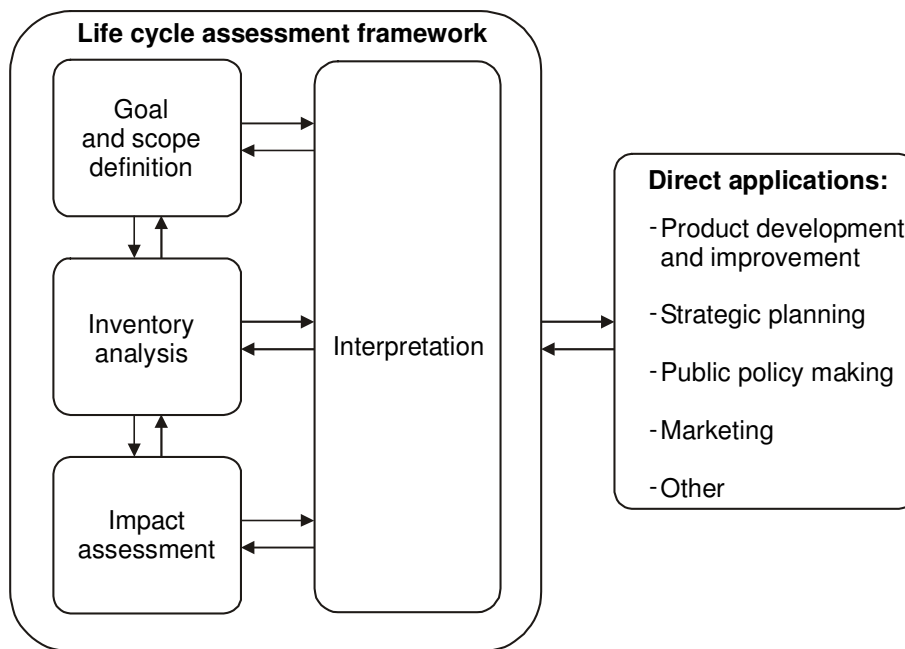 Life cycle assessment framework
Goal
and scope
definition
Inventory
analysis
Impact
assessment
Interpretation
Direct applications:
-Product development
and improvement
-Strategic planning
-Public policy making
-Marketing
-Other